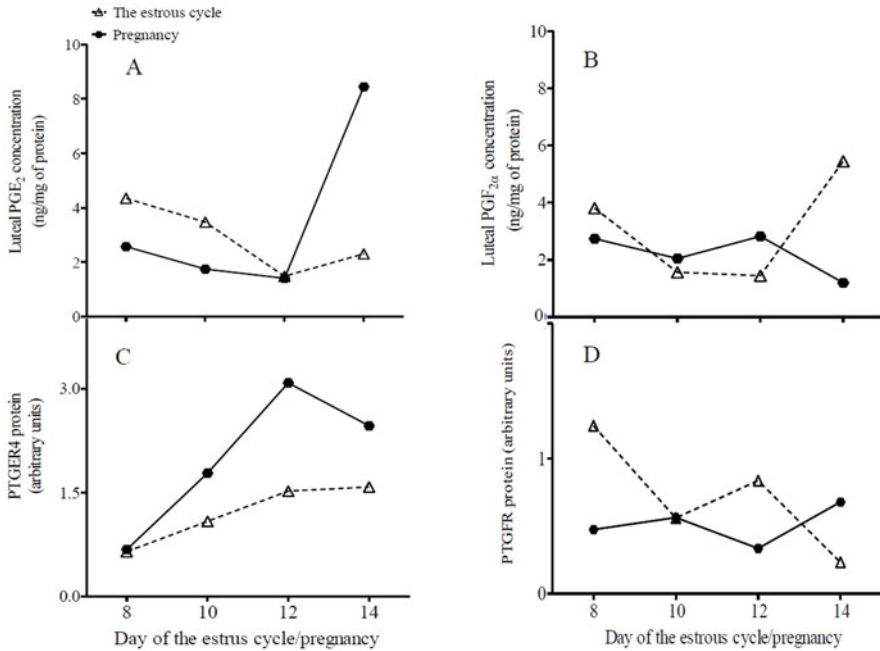 The estrous cycle
Pregnancy
A
Luteal PGE₂ concentration
(ng/mg of protein)
10
8
6
4
2
0
B
Luteal PGF₂α concentration
(ng/mg of protein)
10
8
6
4
2
0
C
PTGER4 protein
(arbitrary units)
3.0
1.5
0.0
8
10
12
14
Day of the estrus cycle/pregnancy
D
PTGFR protein (arbitrary units)
1
0
8
10
12
14
Day of the estrous cycle/pregnancy